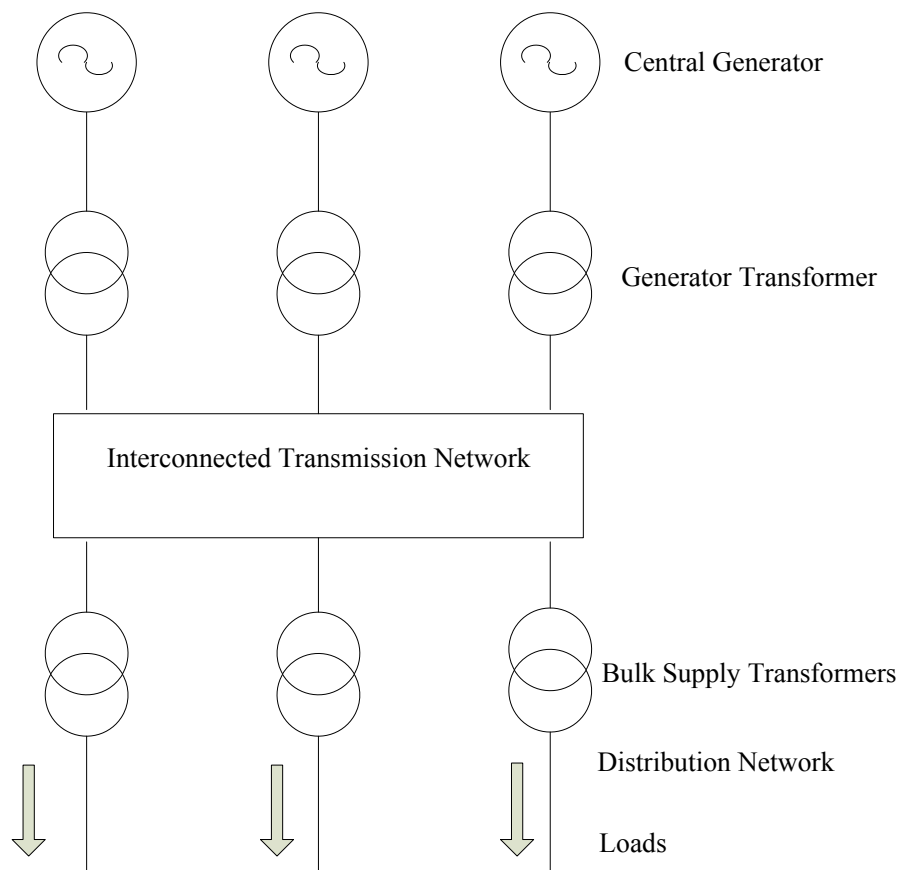 Central Generator
Generator Transformer
Interconnected Transmission Network
Bulk Supply Transformers
Distribution Network
Loads